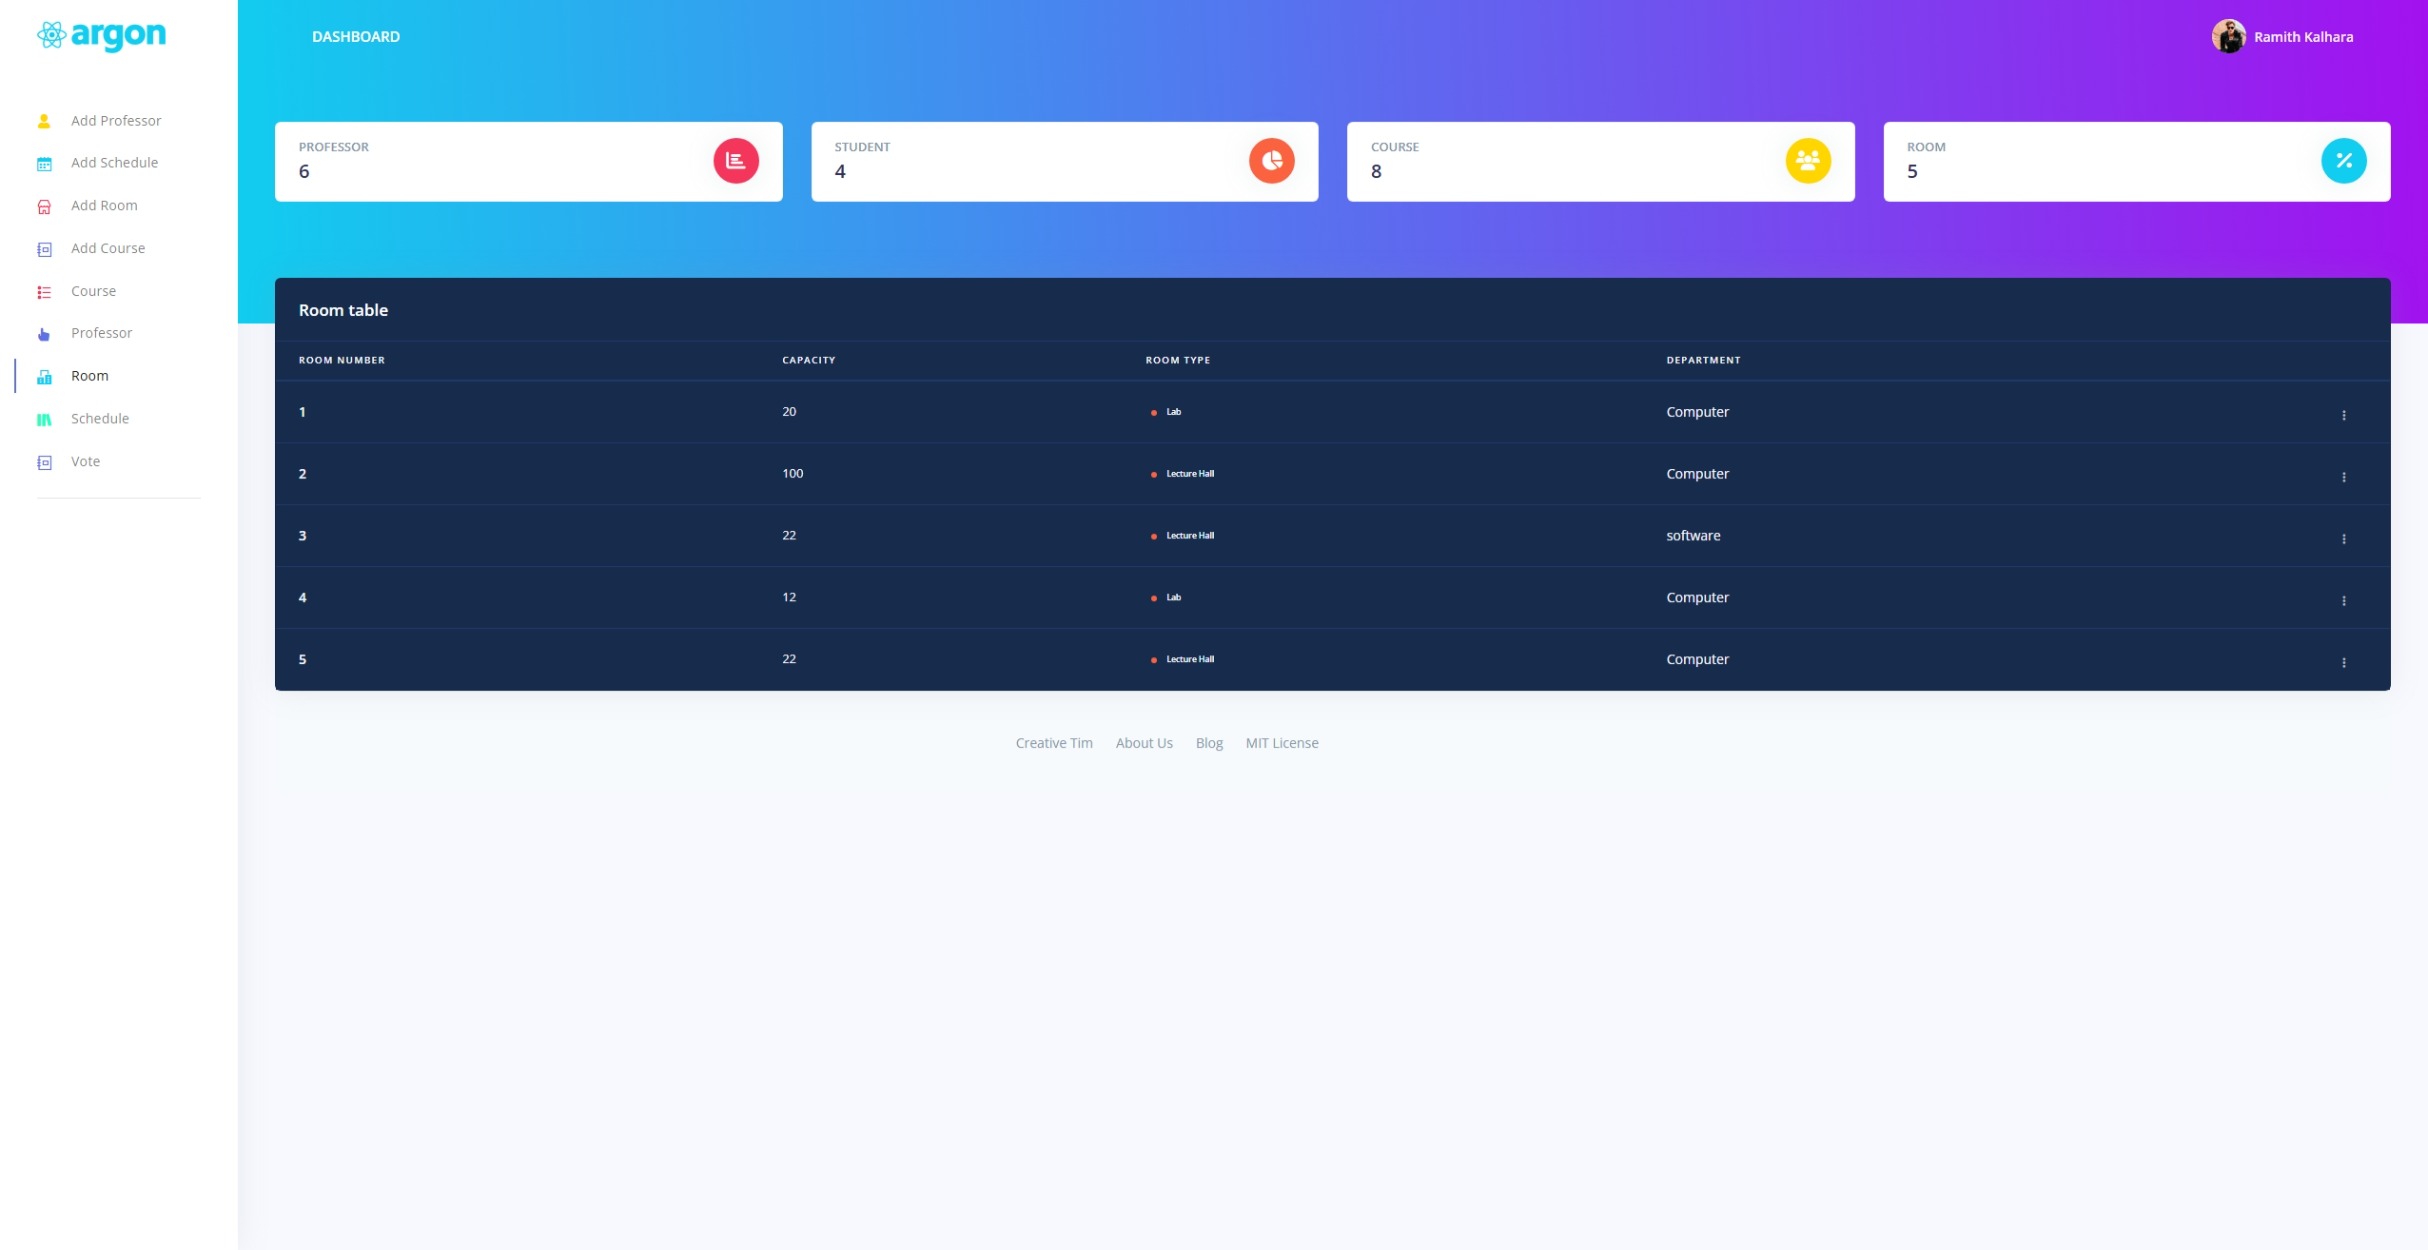 argon
DASHBOARD
Ramith Kalhara
Add Professor
Add Schedule
Add Room
Add Course
Course
Professor
Room
Schedule
Vote
PROFESSOR
6
STUDENT
4
COURSE
8
ROOM
5
Room table
ROOM NUMBER CAPACITY ROOM TYPE DEPARTMENT
1 20 Lab Computer
2 100 Lecture Hall Computer
3 22 Lecture Hall software
4 12 Lab Computer
5 22 Lecture Hall Computer
Creative Tim About Us Blog MIT License